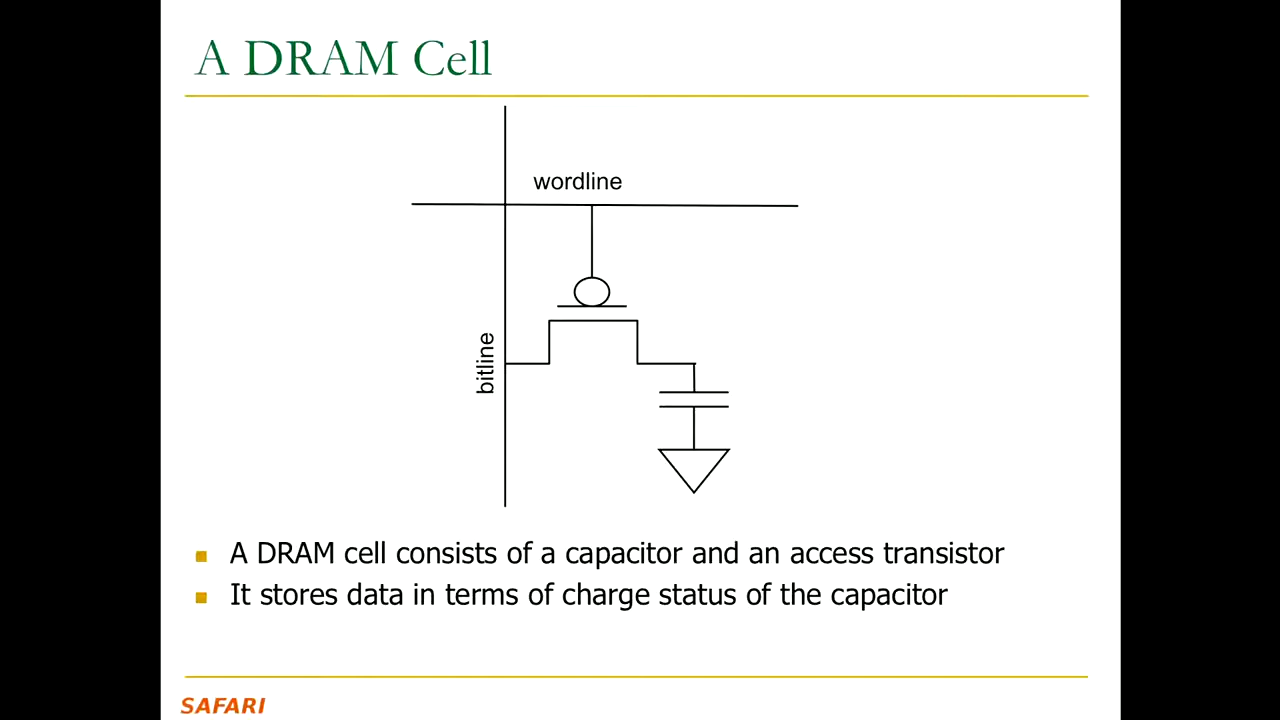 A DRAM Cell
wordline
bitline
A DRAM cell consists of a capacitor and an access transistor
It stores data in terms of charge status of the capacitor
SAFARI